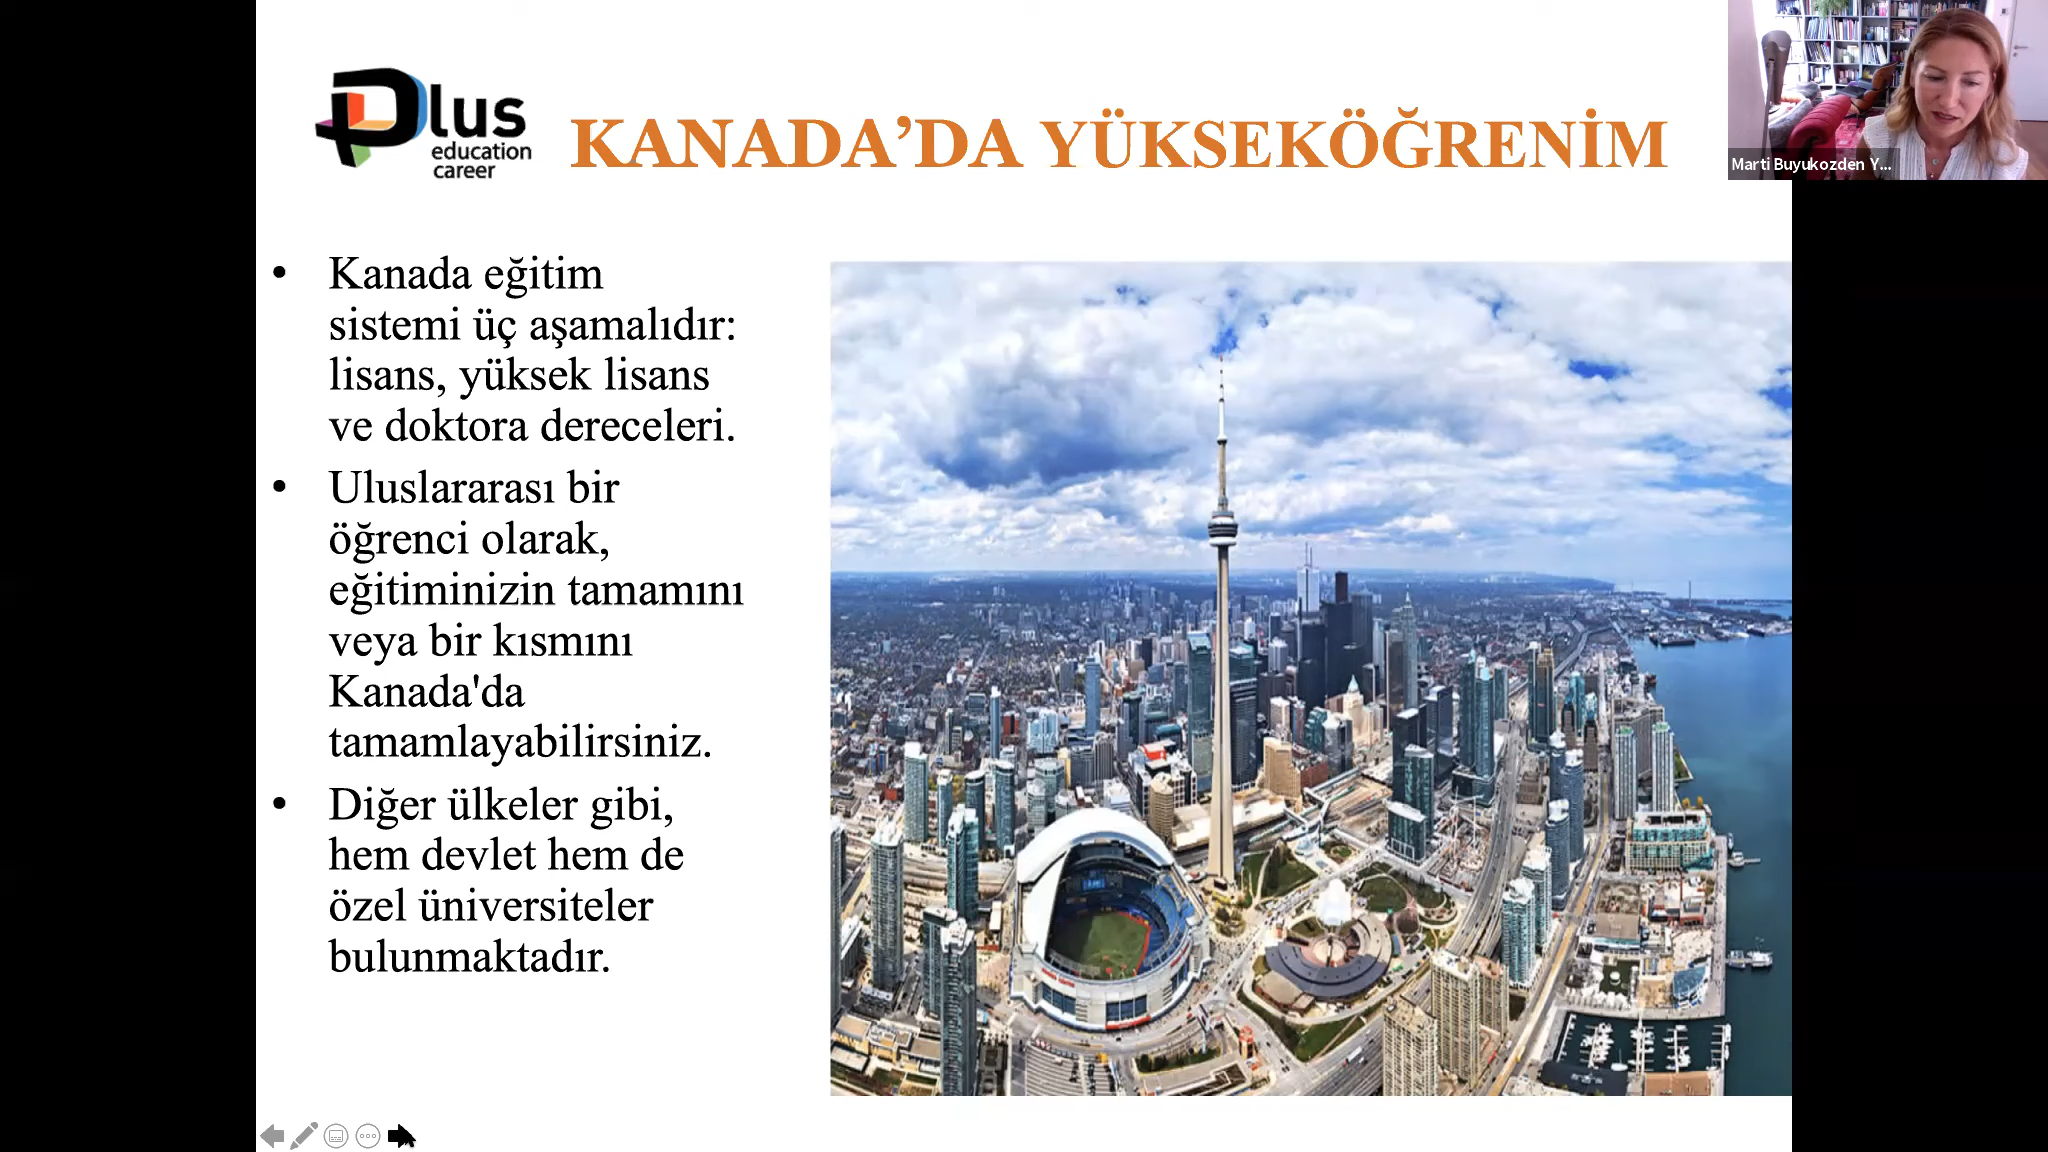 Plus
education
career
KANADA’DA YÜKSEKÖĞRENİM
Marti Buyukozden Y...
• Kanada eğitim
sistemi üç aşamalıdır:
lisans, yüksek lisans
ve doktora dereceleri.
• Uluslararası bir
öğrenci olarak,
eğitiminizin tamamını
veya bir kısmını
Kanada'da
tamamlayabilirsiniz.
• Diğer ülkeler gibi,
hem devlet hem de
özel üniversiteler
bulunmaktadır.